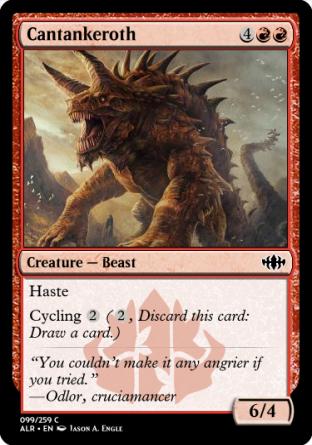 Cantankeroth 4
Creature — Beast
Haste
Cycling 2 ( 2 , Discard this card:
Draw a card.)
“You couldn’t make it any angrier if
you tried.”
—Odlor, cruciamancer
6/4
099/259 C
ALR • EN Jason A. Engle